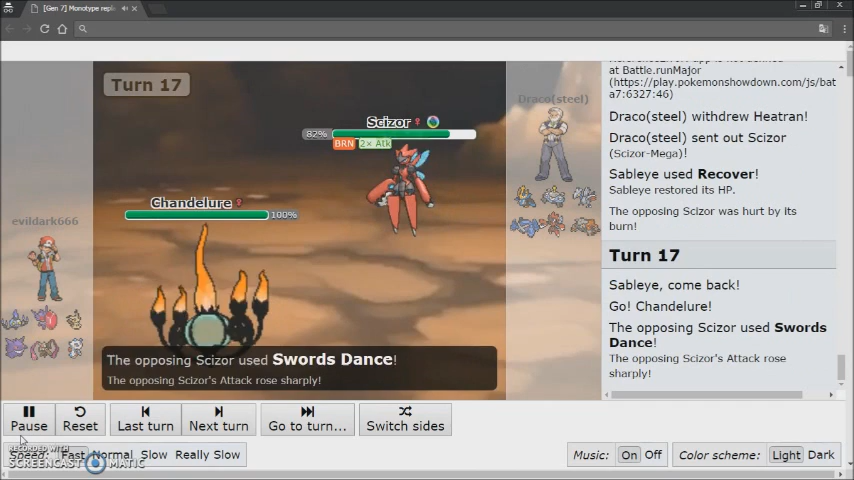 [Gen 7] Monotype repl
Turn 17
Draco(steel)
Scizor
82%
BRN 2× Atk
Chandelure
100%
evildark666
The opposing Scizor used Swords Dance!
The opposing Scizor's Attack rose sharply!
at Battle.runMajor
(https://play.pokemonshowdown.com/js/bat
a7:6327:46)
Draco(steel) withdrew Heatran!
Draco(steel) sent out Scizor
(Scizor-Mega)!
Sableye used Recover!
Sableye restored its HP.
The opposing Scizor was hurt by its
burn!
Turn 17
Sableye, come back!
Go! Chandelure!
The opposing Scizor used Swords
Dance!
The opposing Scizor's Attack rose
sharply!
Pause Reset Last turn Next turn Go to turn... Switch sides
RECORDED WITH
Speed: Fast Normal Slow Really Slow
SCREENCAST MATIC
Music: On Off Color scheme: Light Dark